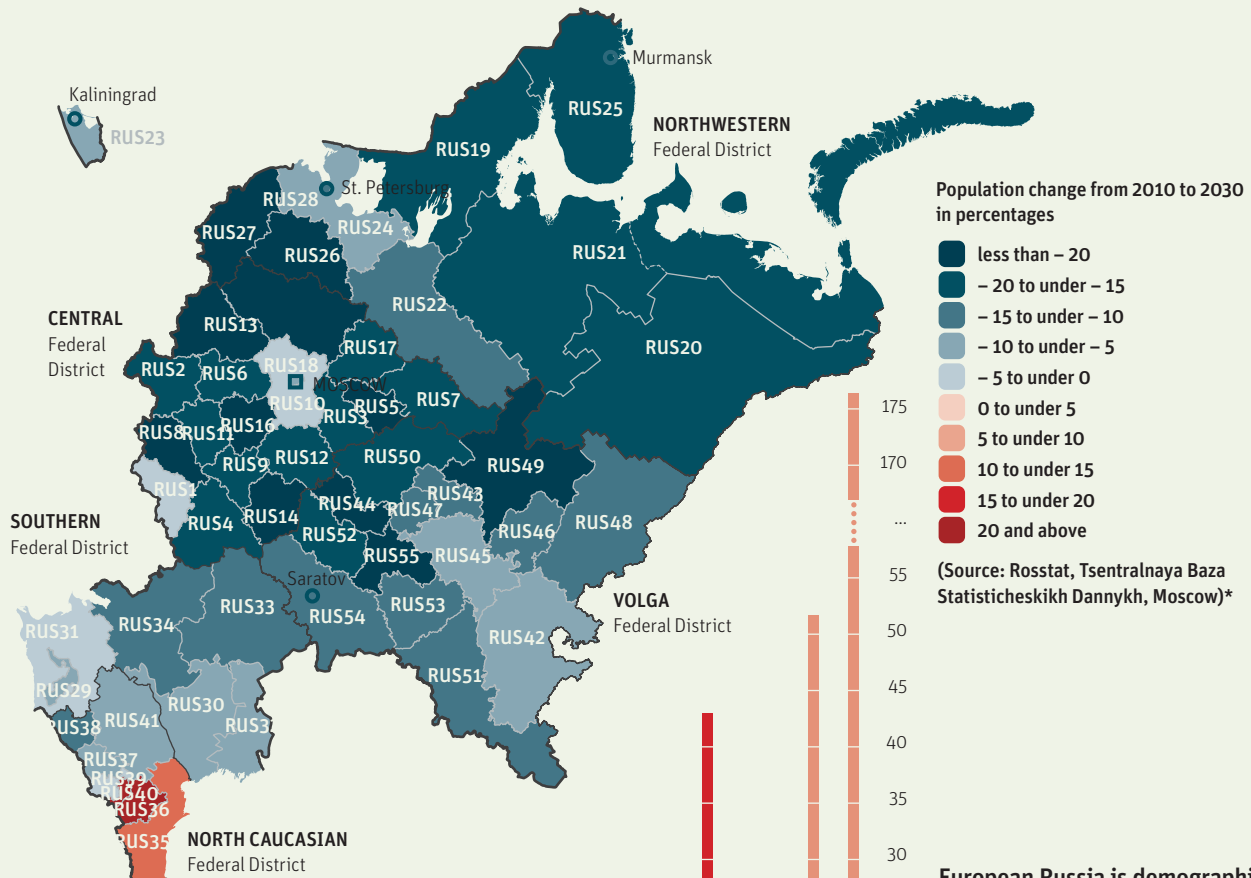 Murmansk
Kaliningrad
RUS25
NORTHWESTERN
Federal District
RUS23
RUS19
St. Petersburg
RUS28
RUS24
RUS27
RUS26
RUS21
RUS22
RUS20
CENTRAL
Federal
District
RUS13
RUS17
RUS2
RUS6
RUS18
MOSCOW
RUS10
RUS3
RUS5
RUS7
RUS8
RUS11
RUS16
RUS9
RUS12
RUS50
RUS49
RUS1
RUS4
RUS14
RUS44
RUS47
RUS43
RUS52
RUS46
RUS48
RUS55
RUS45
SOUTHERN
Federal District
Saratov
RUS33
RUS54
RUS53
RUS42
VOLGA
Federal District
RUS31
RUS34
RUS29
RUS30
RUS51
RUS38
RUS41
RUS37
RUS39
RUS40
RUS36
RUS35
NORTH CAUCASIAN
Federal District
Population change from 2010 to 2030
in percentages
less than – 20
– 20 to under – 15
– 15 to under – 10
– 10 to under – 5
– 5 to under 0
0 to under 5
5 to under 10
10 to under 15
15 to under 20
20 and above
(Source: Rosstat, Tsentralnaya Baza
Statisticheskikh Dannykh, Moscow)*
175
170
...
55
50
45
40
35
30
European Russia is demographi